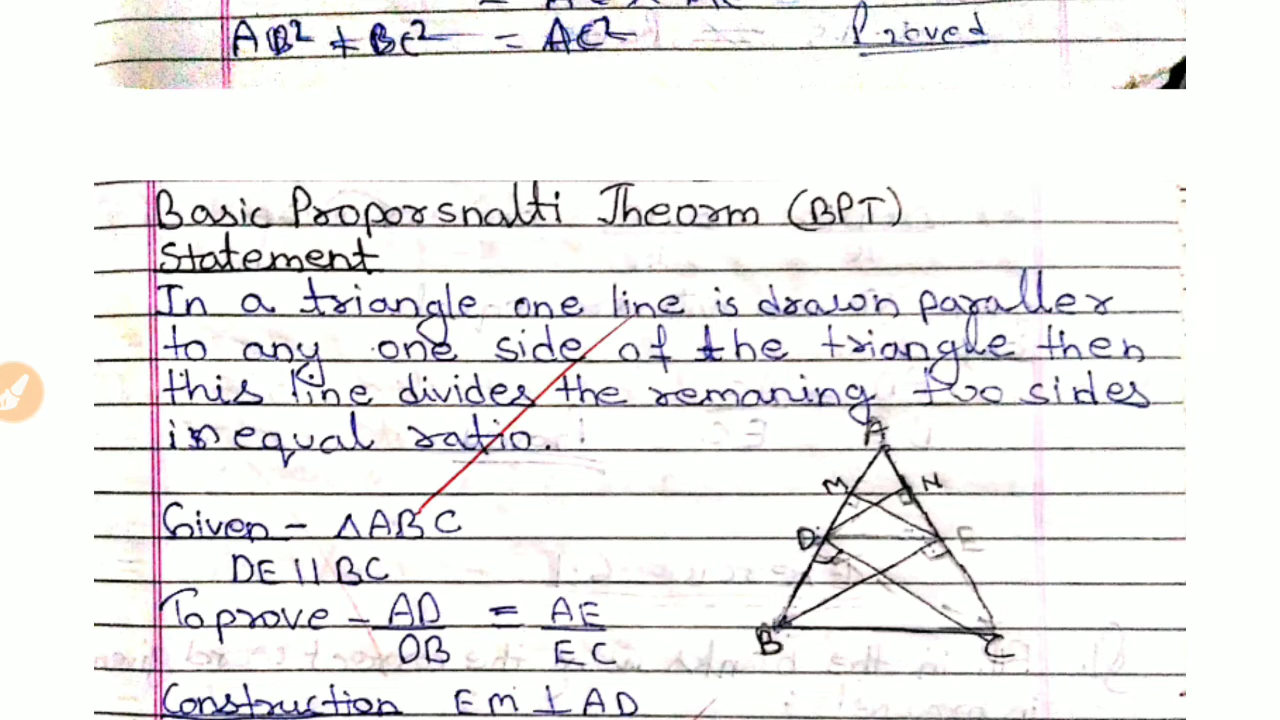 AB² + BC² = AC² Proved
Basic Proporsnalti Theorm (BPT)
Statement
In a triangle one line is drawn paraller
to any one side of the triangle then
this line divides the remaning two sides
in equal ratio.
A
M N
D E
B C
Given - △ABC
DE || BC
To prove - AD/DB = AE/EC
Construction EM ⊥ AD